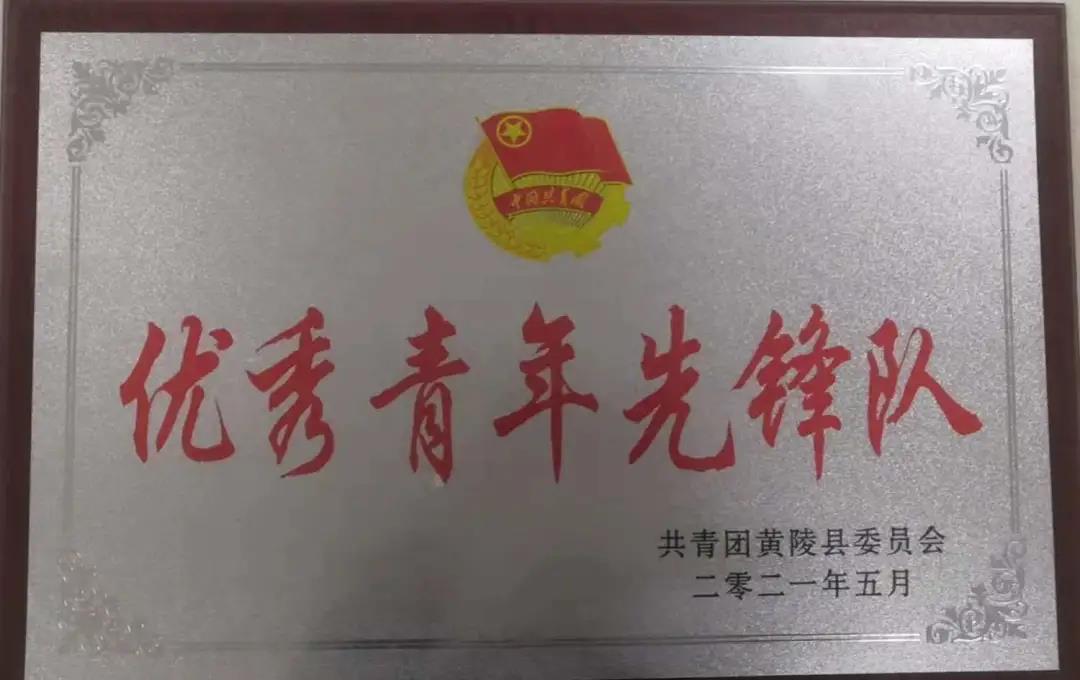 中国共青团
优秀青年先锋队
共青团黄陵县委员会
二零二一年五月